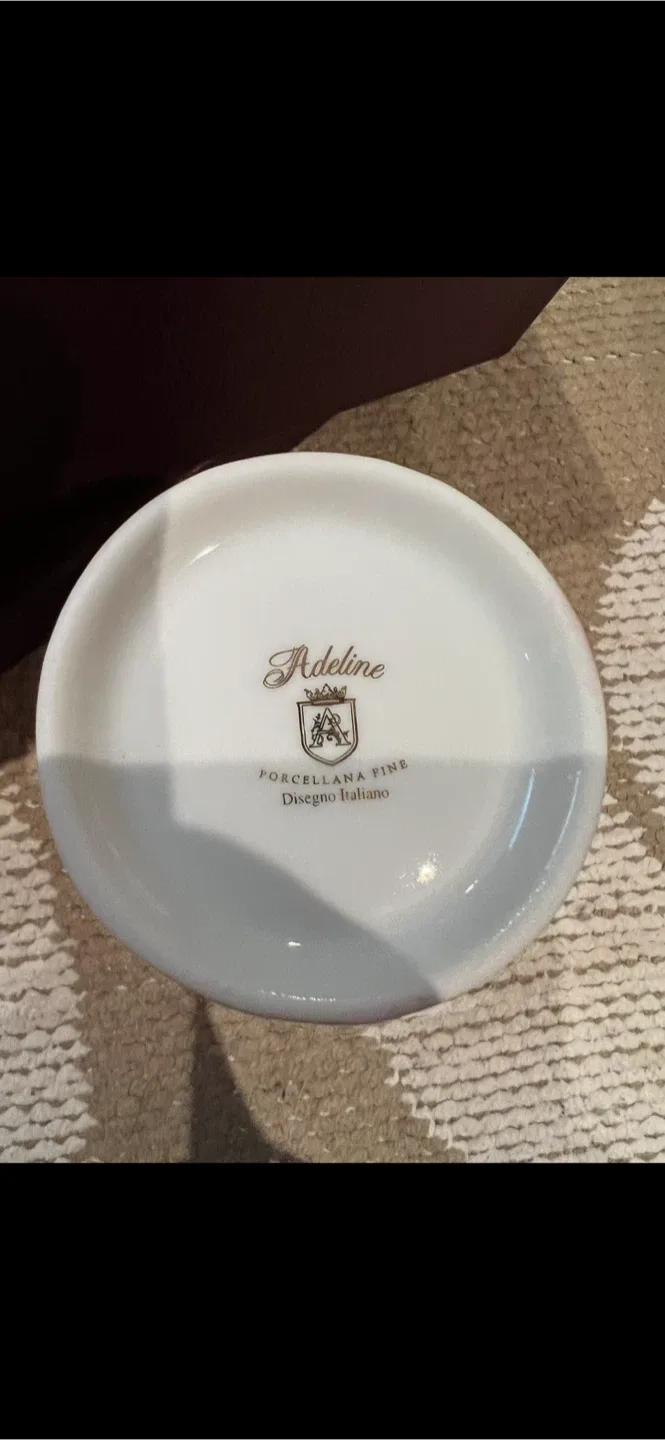 Adeline
A
PORCELLANA FINE
Disegno Italiano